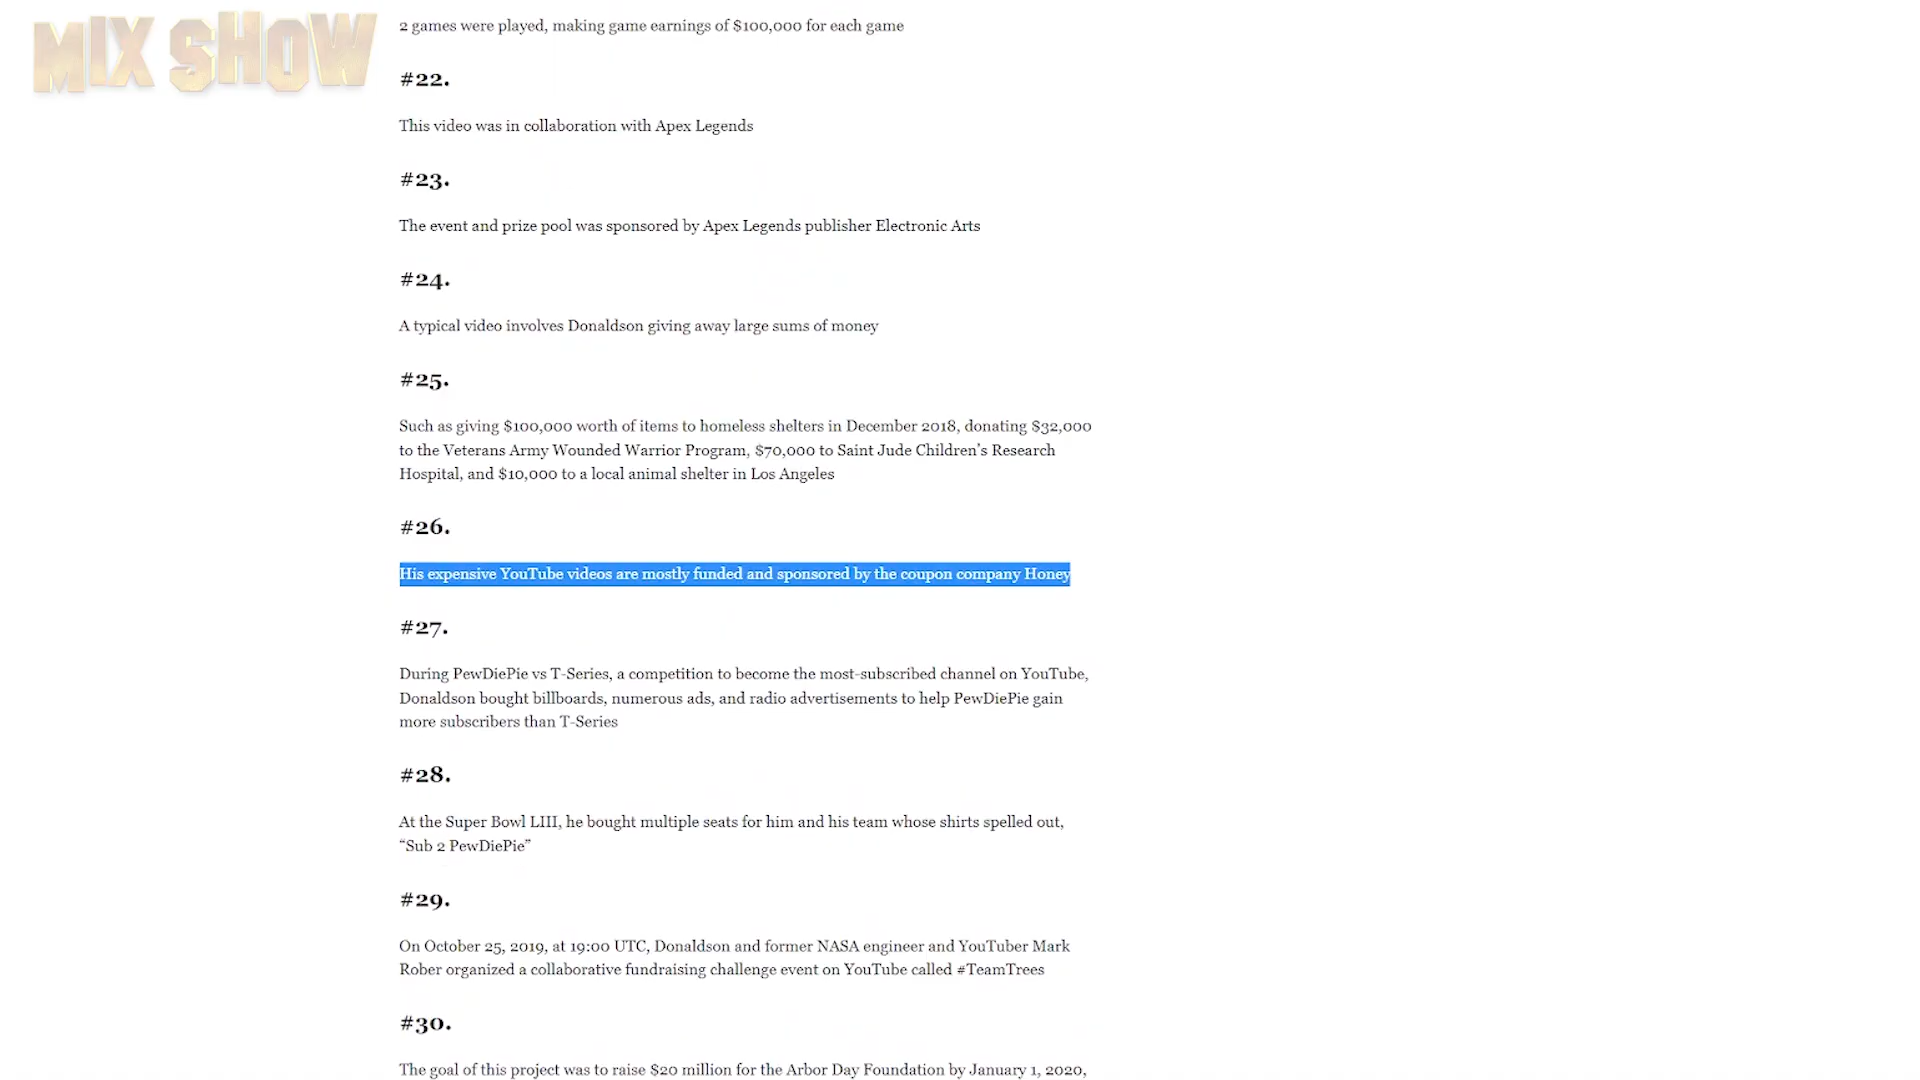 MIX SHOW
2 games were played, making game earnings of $100,000 for each game
#22.
This video was in collaboration with Apex Legends
#23.
The event and prize pool was sponsored by Apex Legends publisher Electronic Arts
#24.
A typical video involves Donaldson giving away large sums of money
#25.
Such as giving $100,000 worth of items to homeless shelters in December 2018, donating $32,000
to the Veterans Army Wounded Warrior Program, $70,000 to Saint Jude Children’s Research
Hospital, and $10,000 to a local animal shelter in Los Angeles
#26.
His expensive YouTube videos are mostly funded and sponsored by the coupon company Honey
#27.
During PewDiePie vs T-Series, a competition to become the most-subscribed channel on YouTube,
Donaldson bought billboards, numerous ads, and radio advertisements to help PewDiePie gain
more subscribers than T-Series
#28.
At the Super Bowl LIII, he bought multiple seats for him and his team whose shirts spelled out,
“Sub 2 PewDiePie”
#29.
On October 25, 2019, at 19:00 UTC, Donaldson and former NASA engineer and YouTuber Mark
Rober organized a collaborative fundraising challenge event on YouTube called #TeamTrees
#30.
The goal of this project was to raise $20 million for the Arbor Day Foundation by January 1, 2020,